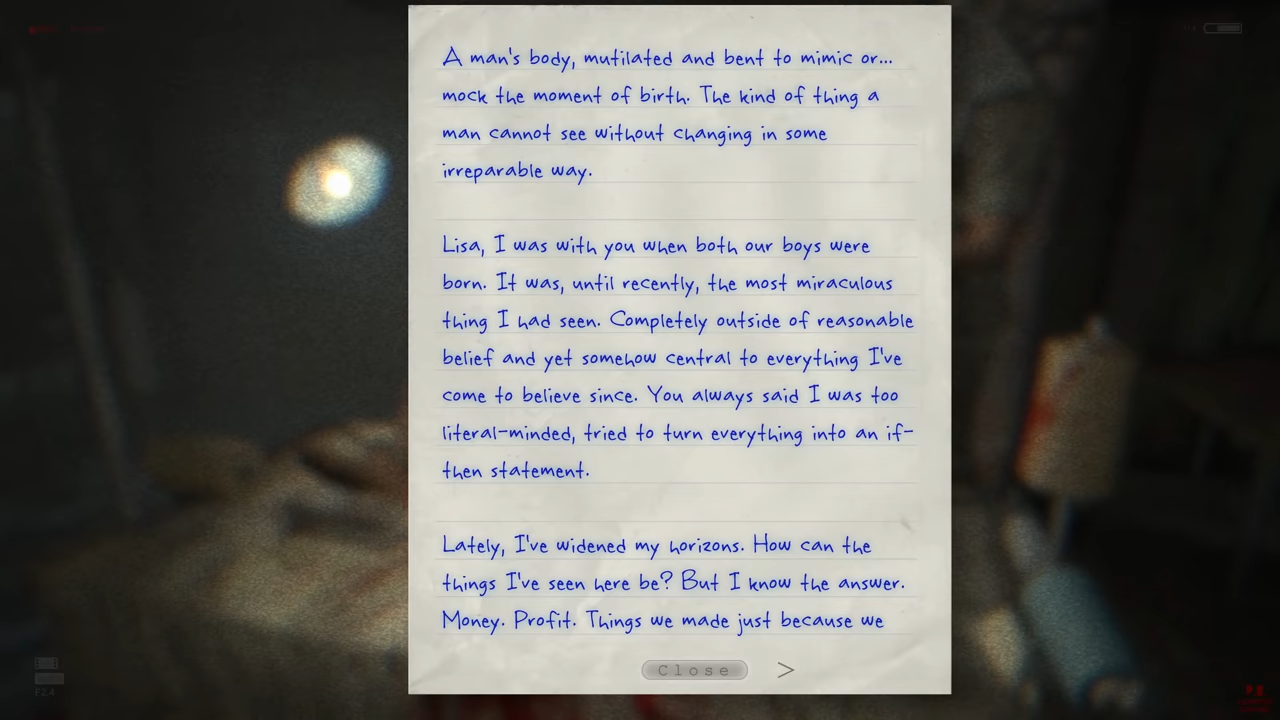 A man's body, mutilated and bent to mimic or...
mock the moment of birth. The kind of thing a
man cannot see without changing in some
irreparable way.
Lisa, I was with you when both our boys were
born. It was, until recently, the most miraculous
thing I had seen. Completely outside of reasonable
belief and yet somehow central to everything I've
come to believe since. You always said I was too
literal-minded, tried to turn everything into an if-
then statement.
Lately, I've widened my horizons. How can the
things I've seen here be? But I know the answer.
Money. Profit. Things we made just because we
Close >
F2,4